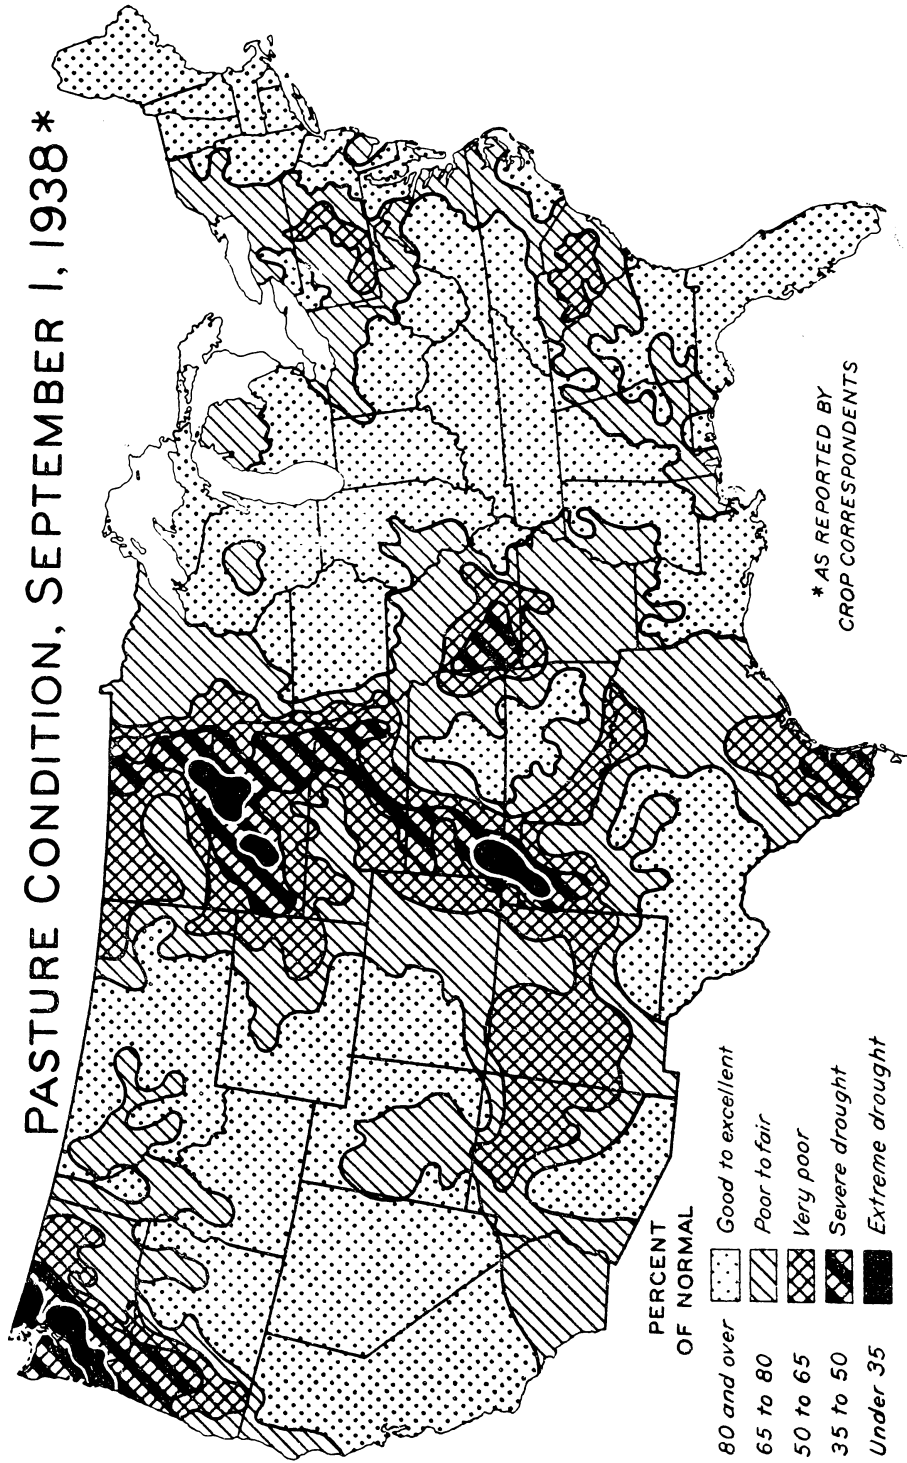 PASTURE CONDITION, SEPTEMBER 1, 1938*
PERCENT
OF NORMAL
80 and over Good to excellent
65 to 80 Poor to fair
50 to 65 Very poor
35 to 50 Severe drought
Under 35 Extreme drought
* AS REPORTED BY
CROP CORRESPONDENTS